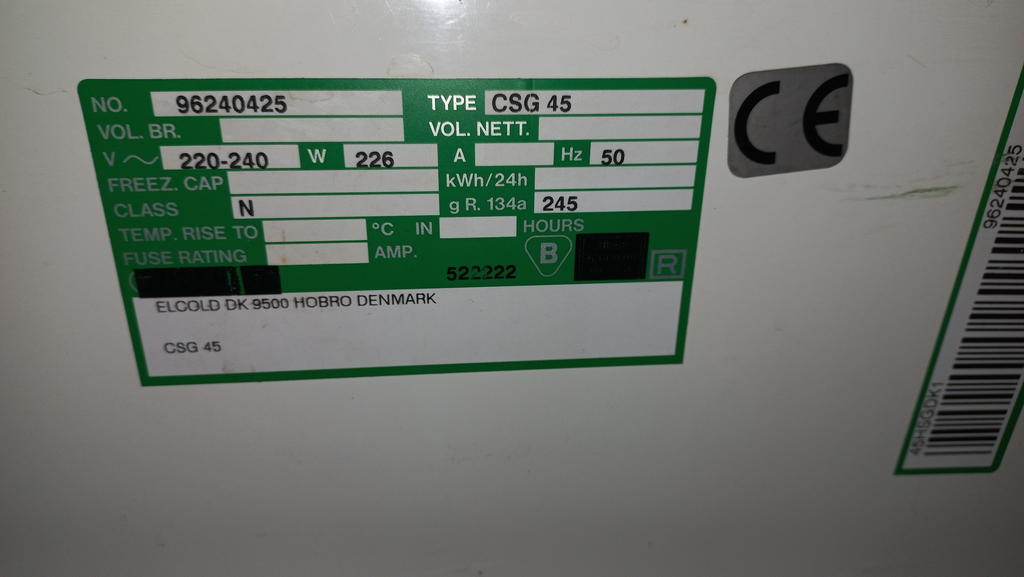 NO. 96240425 TYPE CSG 45
VOL. BR. VOL. NETT.
V ~ 220-240 W 226 A Hz 50
FREEZ. CAP kWh/24h
CLASS N g R. 134a 245
TEMP. RISE TO °C IN HOURS
FUSE RATING AMP.
522222 B R
ELCOLD DK 9500 HOBRO DENMARK
CSG 45
CE
96240425
45HSGDK1